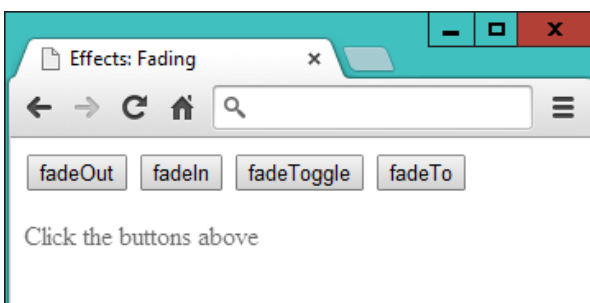 Effects: Fading
fadeOut fadeIn fadeToggle fadeTo
Click the buttons above